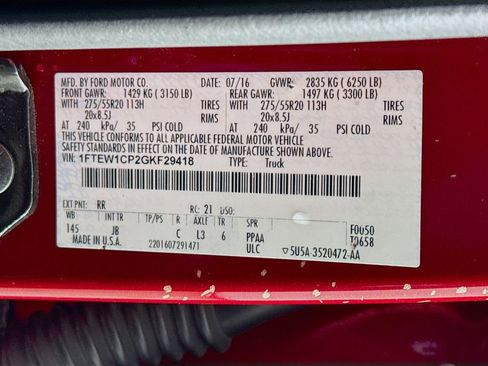 MFD. BY FORD MOTOR CO. 07/16 GVWR: 2835 KG ( 6250 LB)
FRONT GAWR: 1429 KG ( 3150 LB) REAR GAWR: 1497 KG ( 3300 LB)
WITH 275/55R20 113H TIRES WITH 275/55R20 113H TIRES
20x8.5J RIMS 20x8.5J RIMS
AT 240 kPa/ 35 PSI COLD AT 240 kPa/ 35 PSI COLD
THIS VEHICLE CONFORMS TO ALL APPLICABLE FEDERAL MOTOR VEHICLE
SAFETY STANDARDS IN EFFECT ON THE DATE OF MANUFACTURE SHOWN ABOVE.
VIN: 1FTEW1CP2GKF29418 TYPE: Truck
EXT PNT: RR RC: 21 DSO:
WB INT TR TP/PS R AXLE TR SPR F0050
145 JB C L3 6 PPAA T0658
MADE IN U.S.A. 2201607291471 ULC 5U5A-3520472-AA